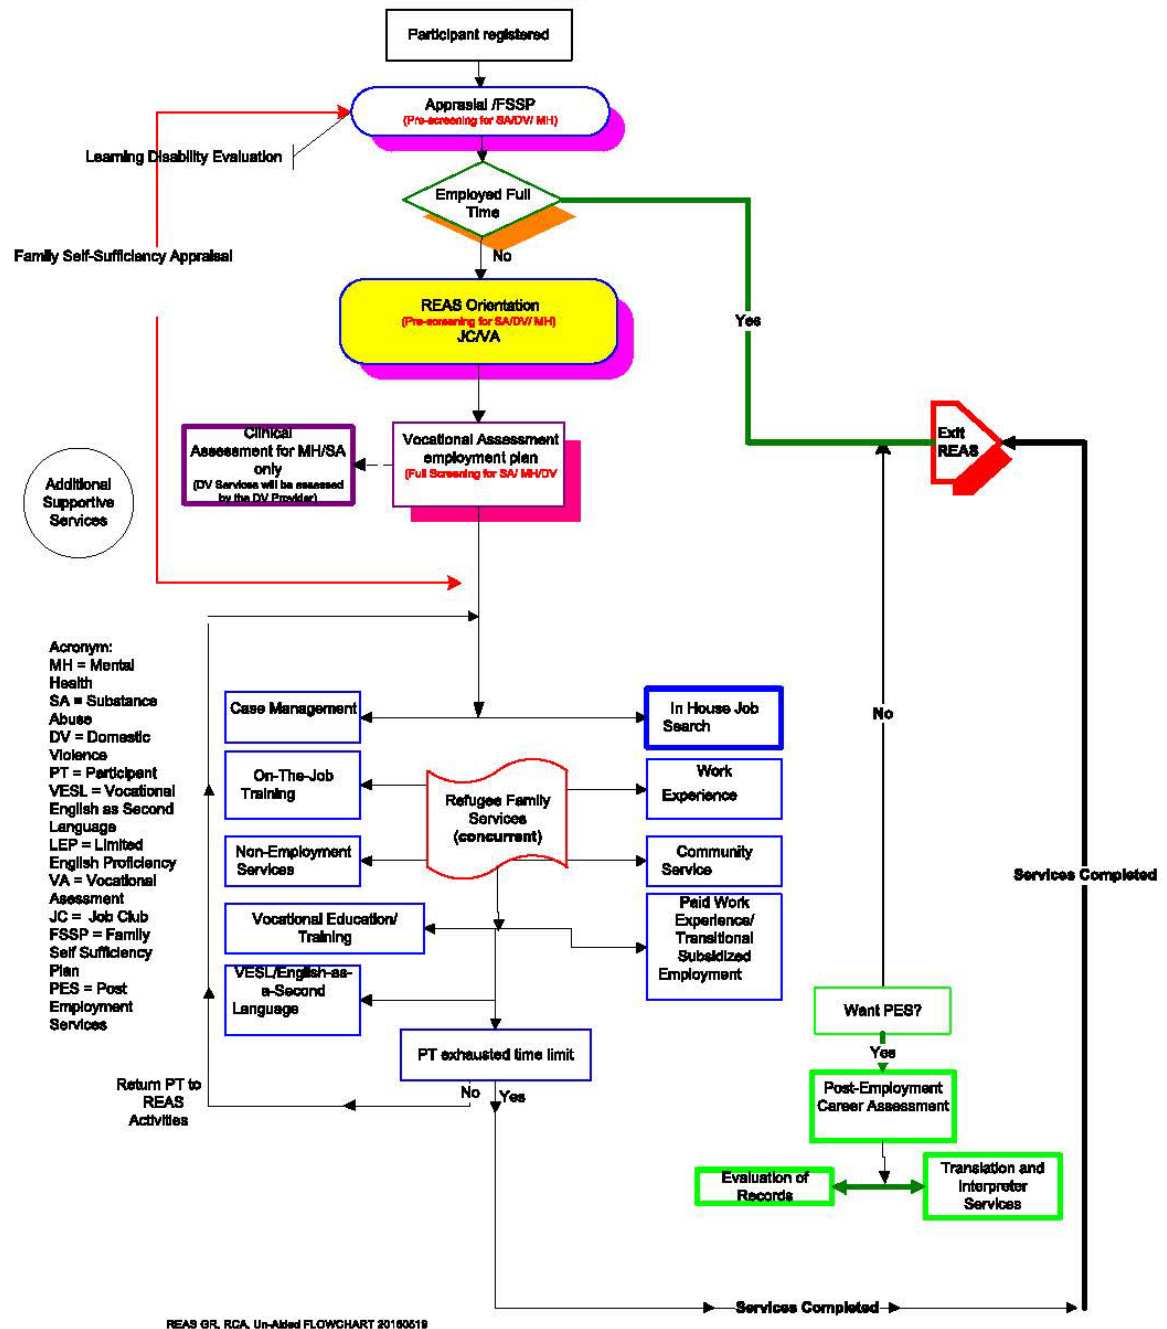 Participant registered
Apprasial /FSSP
(Pre-screening for SA/DV/ MH)
Learning Disability Evaluation
Employed Full
Time
No
Family Self-Sufficiency Appraisal
REAS Orientation
(Pre-screening for SA/DV/ MH)
JC/VA
Yes
Clinical
Assessment for MH/SA
only
(DV Services will be assessed
by the DV Provider)
Vocational Assessment
employment plan
(Full Screening for SA/ MH/DV
Exit
REAS
Additional
Supportive
Services
Acronym:
MH = Mental
Health
SA = Substance
Abuse
DV = Domestic
Violence
PT = Participant
VESL = Vocational
English as Second
Language
LEP = Limited
English Proficiency
VA = Vocational
Asessment
JC = Job Club
FSSP = Family
Self Sufficiency
Plan
PES = Post
Employment
Services
Case Management
In House Job
Search
No
On-The-Job
Training
Refugee Family
Services
(concurrent)
Work
Experience
Non-Employment
Services
Community
Service
Services Completed
Vocational Education/
Training
Paid Work
Experience/
Transitional
Subsidized
Employment
VESL/English-as-
a-Second
Language
Want PES?
Yes
PT exhausted time limit
No
Yes
Return PT to
REAS
Activities
Post-Employment
Career Assessment
Evaluation of
Records
Translation and
Interpreter
Services
Services Completed
REAS GR, RCA, Un-Aided FLOWCHART 20160519